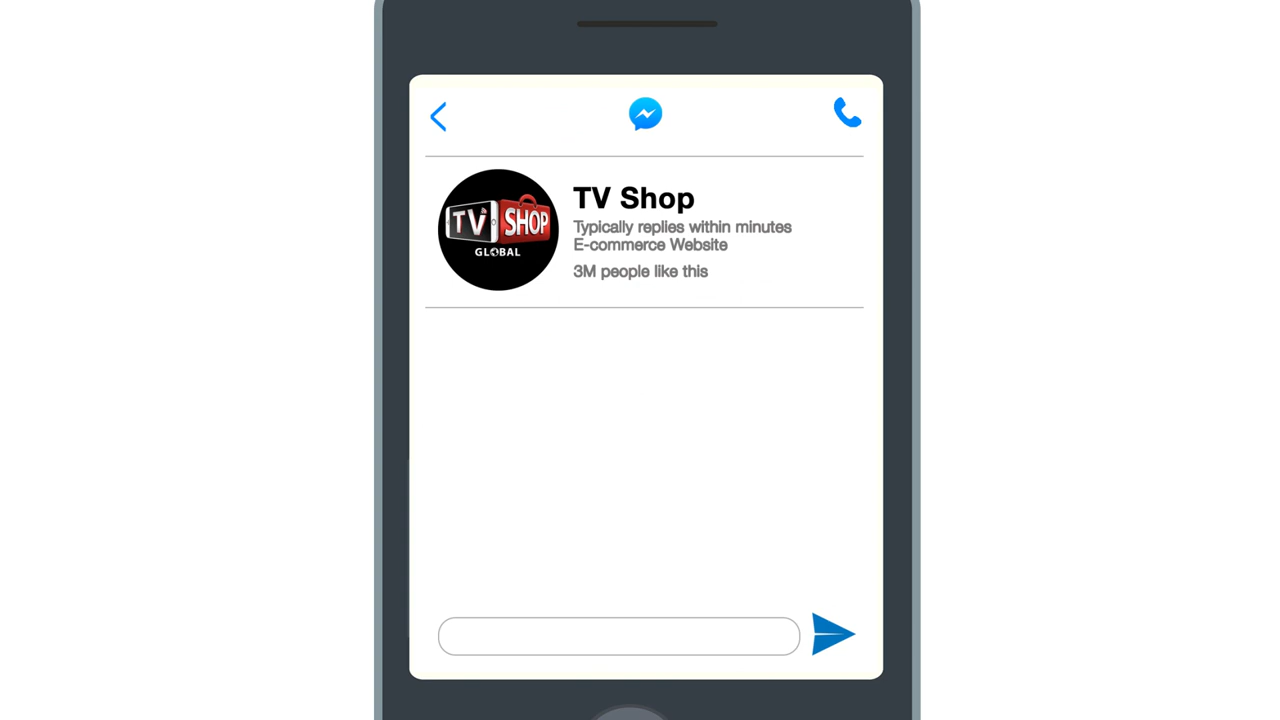 TV SHOP
GLOBAL
TV Shop
Typically replies within minutes
E-commerce Website
3M people like this